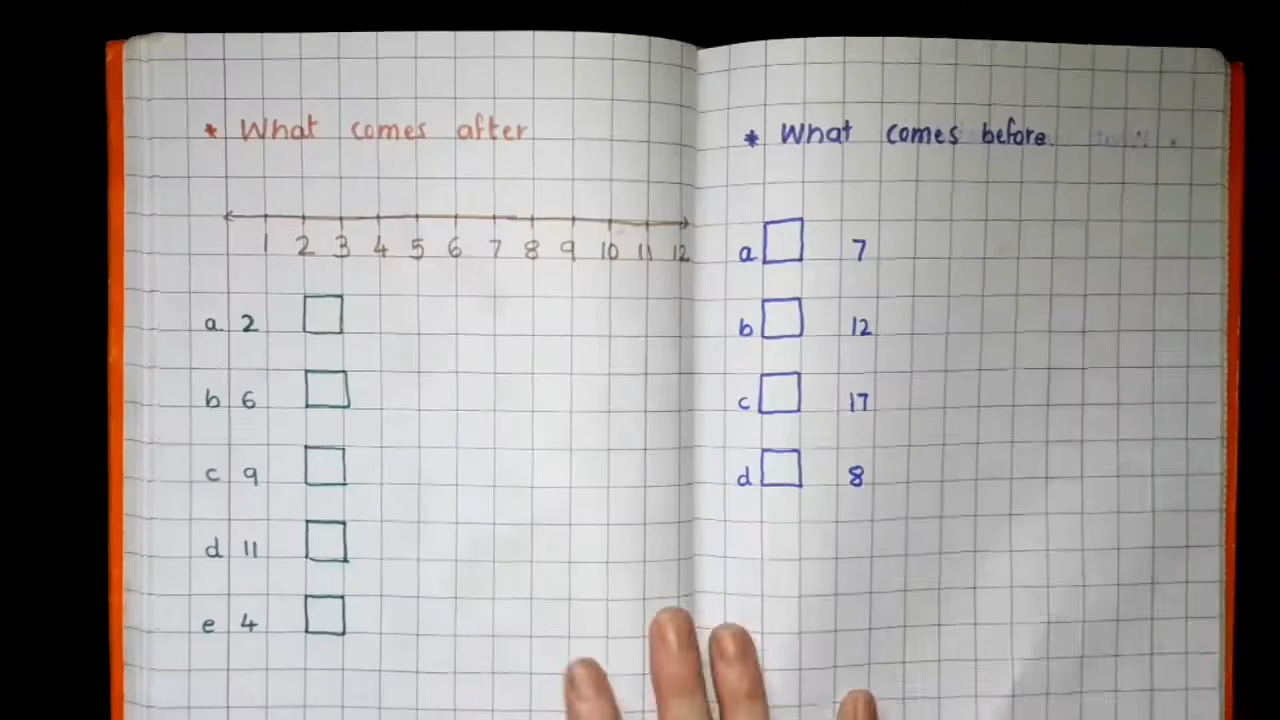 * What comes after
1 2 3 4 5 6 7 8 9 10 11 12
a 2
b 6
c 9
d 11
e 4
* What comes before.
a 7
b 12
c 17
d 8